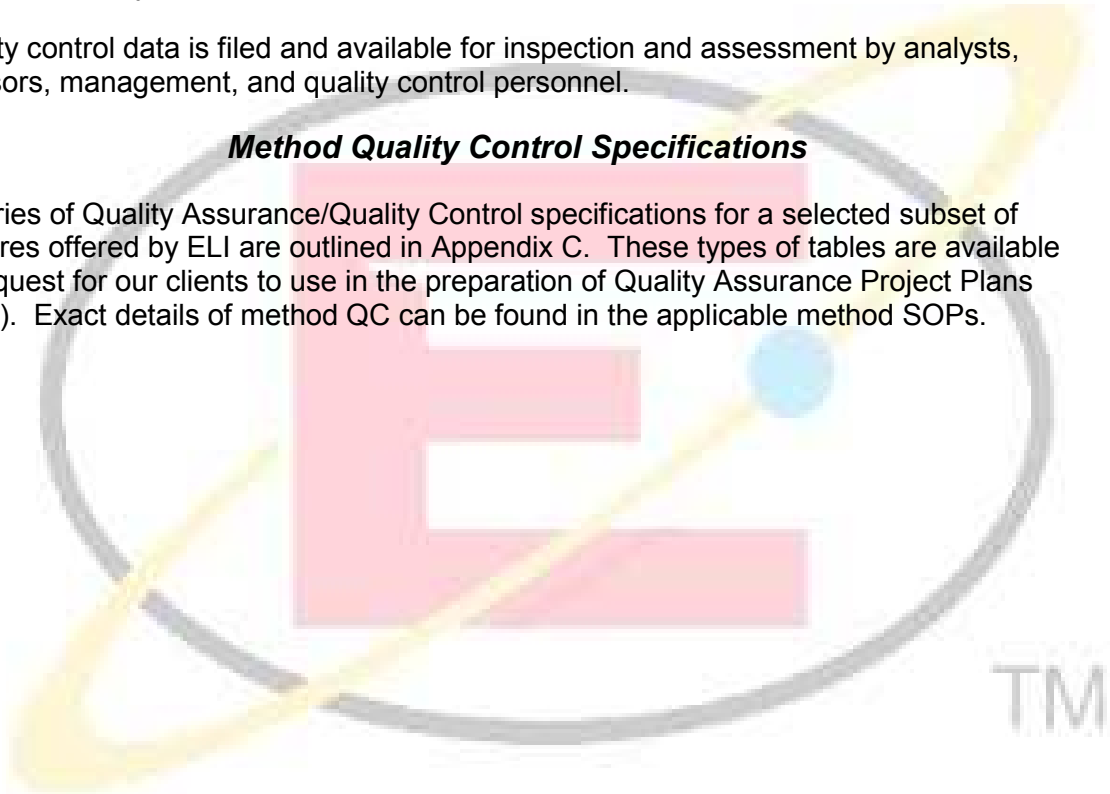 ty control data is filed and available for inspection and assessment by analysts,
sors, management, and quality control personnel.
Method Quality Control Specifications
ries of Quality Assurance/Quality Control specifications for a selected subset of
res offered by ELI are outlined in Appendix C.  These types of tables are available
quest for our clients to use in the preparation of Quality Assurance Project Plans
).  Exact details of method QC can be found in the applicable method SOPs.
E
TM